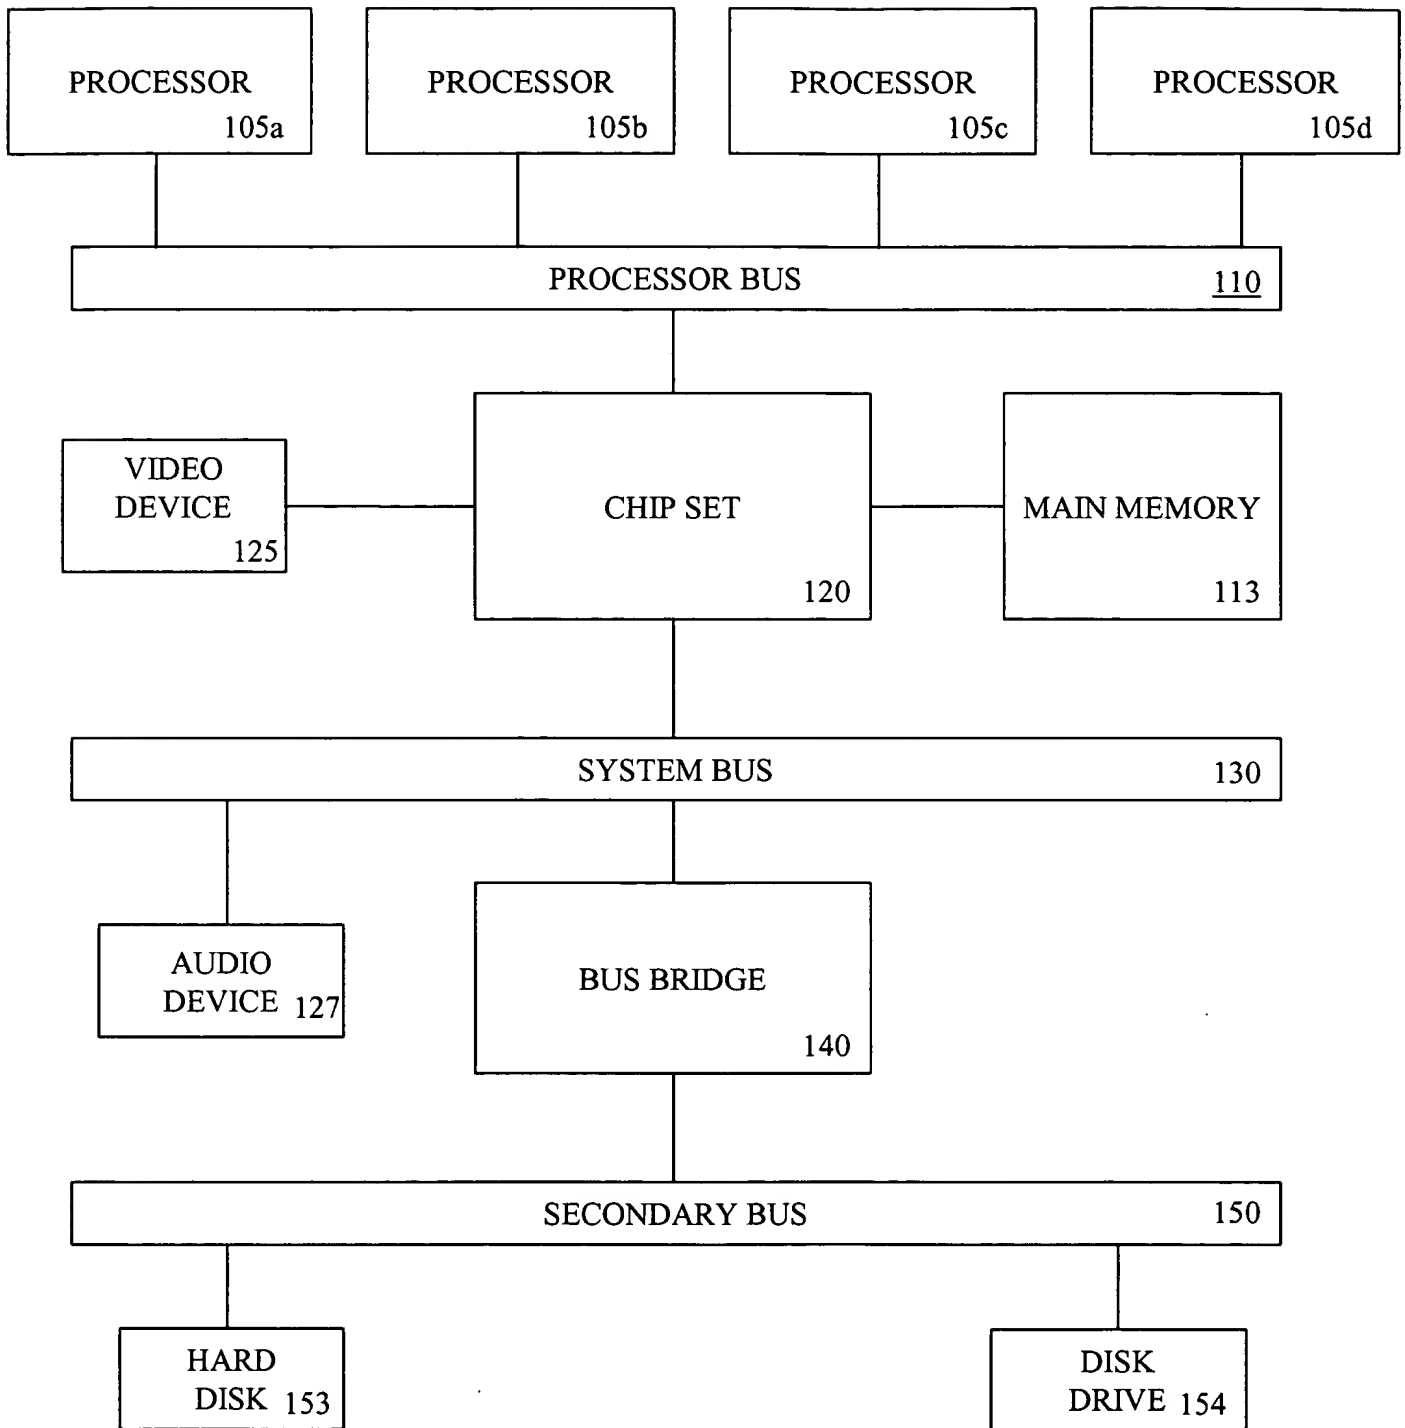 PROCESSOR
105a
PROCESSOR
105b
PROCESSOR
105c
PROCESSOR
105d
PROCESSOR BUS 110
VIDEO
DEVICE
125
CHIP SET
120
MAIN MEMORY
113
SYSTEM BUS 130
AUDIO
DEVICE 127
BUS BRIDGE
140
SECONDARY BUS 150
HARD
DISK 153
DISK
DRIVE 154